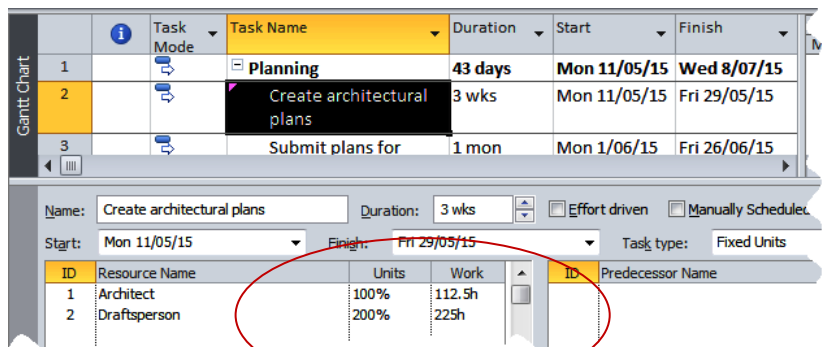 Task Mode Task Name Duration Start Finish
Gantt Chart
1 Planning 43 days Mon 11/05/15 Wed 8/07/15
2 Create architectural plans 3 wks Mon 11/05/15 Fri 29/05/15
3 Submit plans for 1 mon Mon 1/06/15 Fri 26/06/15
Name: Create architectural plans Duration: 3 wks Effort driven Manually Scheduled
Start: Mon 11/05/15 Finish: Fri 29/05/15 Task type: Fixed Units
ID Resource Name Units Work ID Predecessor Name
1 Architect 100% 112.5h
2 Draftsperson 200% 225h